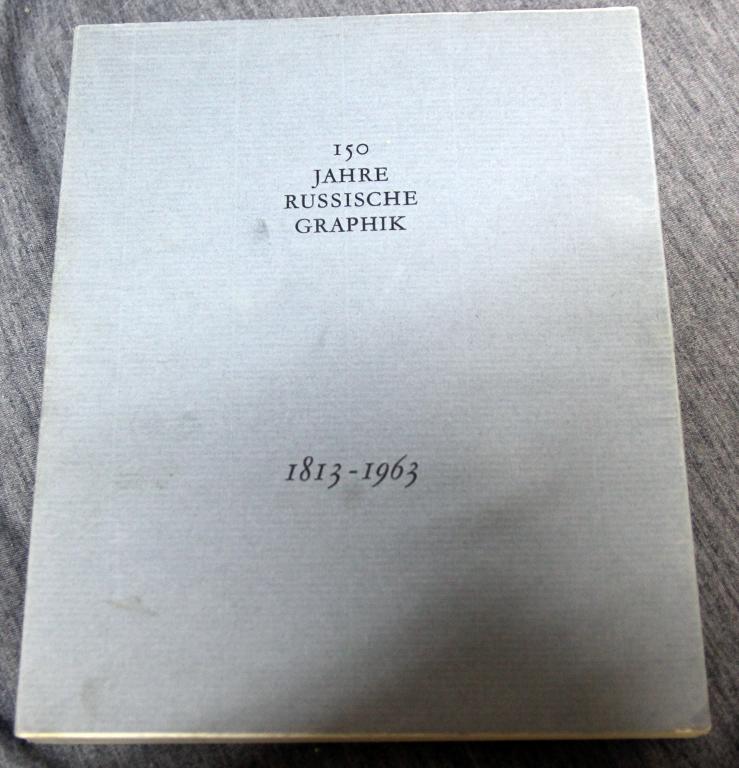 150
JAHRE
RUSSISCHE
GRAPHIK
1813-1963